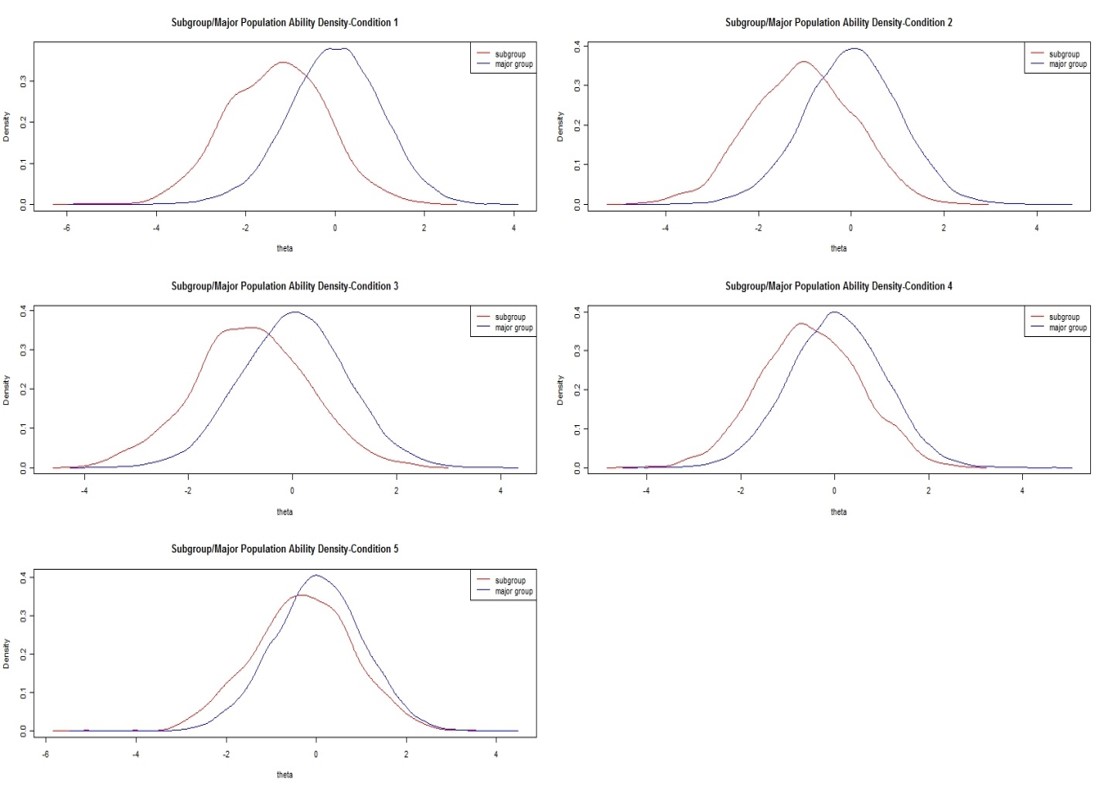 Subgroup/Major Population Ability Density-Condition 1
subgroup
major group
Density
0.0 0.1 0.2 0.3
-6 -4 -2 0 2 4
theta
Subgroup/Major Population Ability Density-Condition 2
subgroup
major group
Density
0.0 0.1 0.2 0.3 0.4
-4 -2 0 2 4
theta
Subgroup/Major Population Ability Density-Condition 3
subgroup
major group
Density
0.0 0.1 0.2 0.3 0.4
-4 -2 0 2 4
theta
Subgroup/Major Population Ability Density-Condition 4
subgroup
major group
Density
0.0 0.1 0.2 0.3 0.4
-4 -2 0 2 4
theta
Subgroup/Major Population Ability Density-Condition 5
subgroup
major group
Density
0.0 0.1 0.2 0.3 0.4
-6 -4 -2 0 2 4
theta